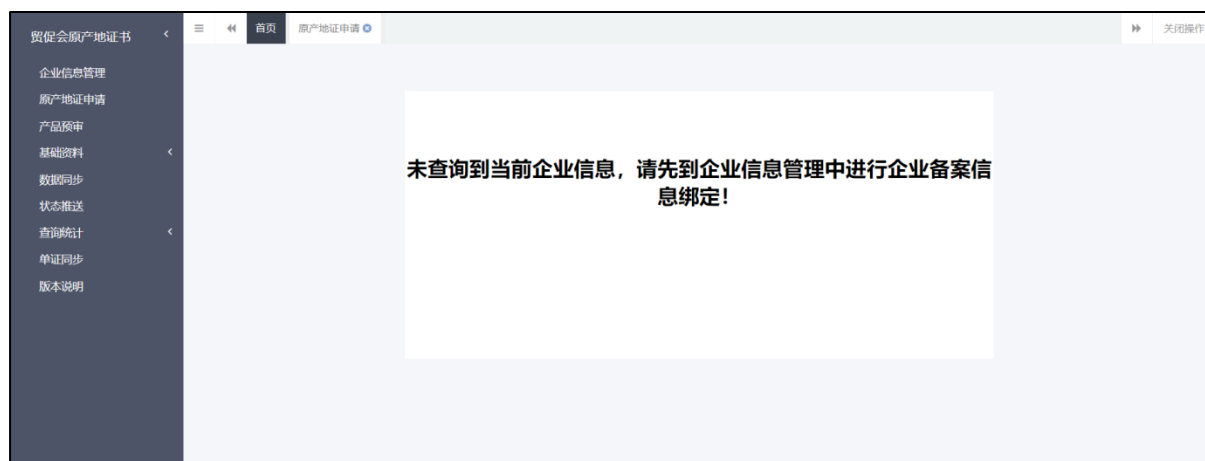 贸促会原产地证书
首页 原产地证申请 关闭操作
企业信息管理
原产地证申请
产品预审
基础资料
数据同步
状态推送
查询统计
单证同步
版本说明
未查询到当前企业信息，请先到企业信息管理中进行企业备案信
息绑定！